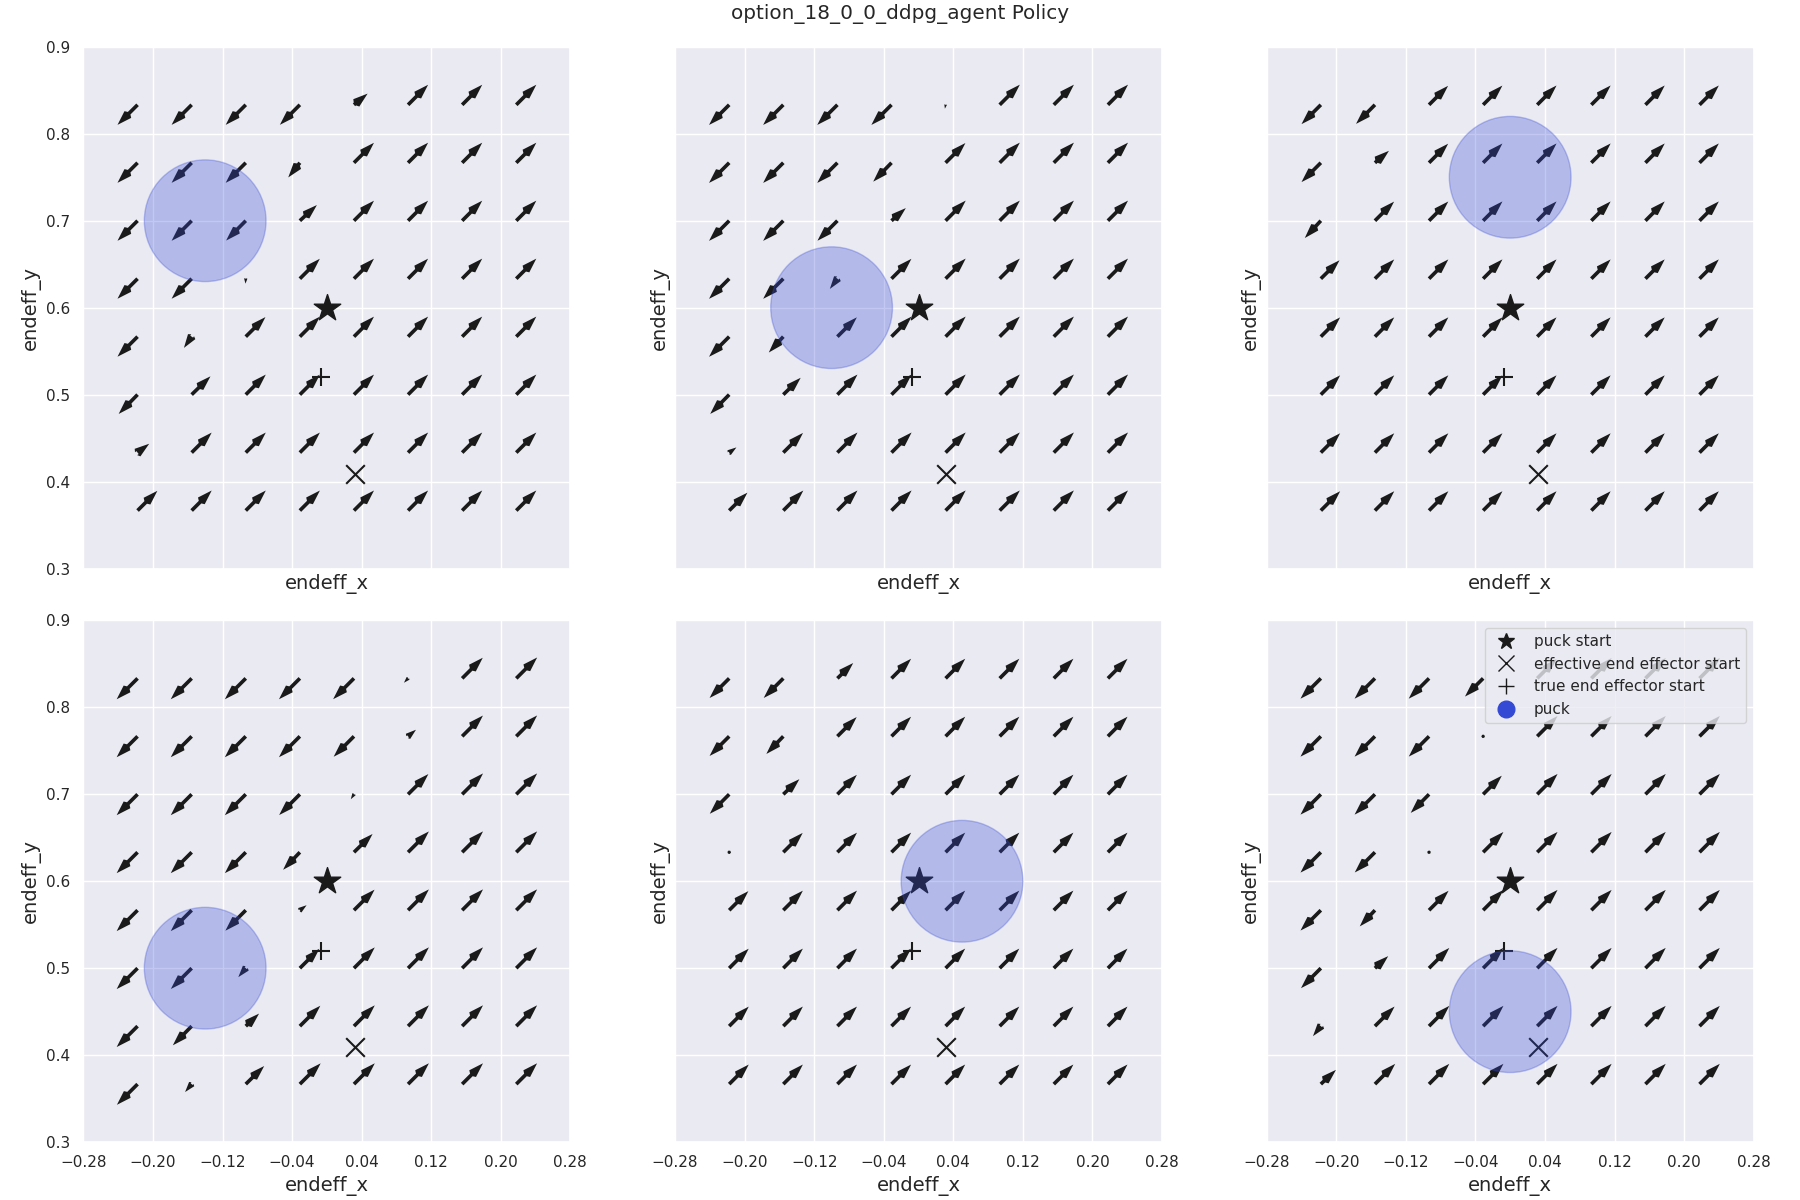 option_18_0_0_ddpg_agent Policy
0.9
0.8
0.7
0.6
0.5
0.4
0.3
endeff_y
endeff_x
endeff_y
endeff_x
endeff_y
endeff_x
0.9
0.8
0.7
0.6
0.5
0.4
0.3
endeff_y
−0.28 −0.20 −0.12 −0.04 0.04 0.12 0.20 0.28
endeff_x
endeff_y
−0.28 −0.20 −0.12 −0.04 0.04 0.12 0.20 0.28
endeff_x
puck start
effective end effector start
true end effector start
puck
endeff_y
−0.28 −0.20 −0.12 −0.04 0.04 0.12 0.20 0.28
endeff_x